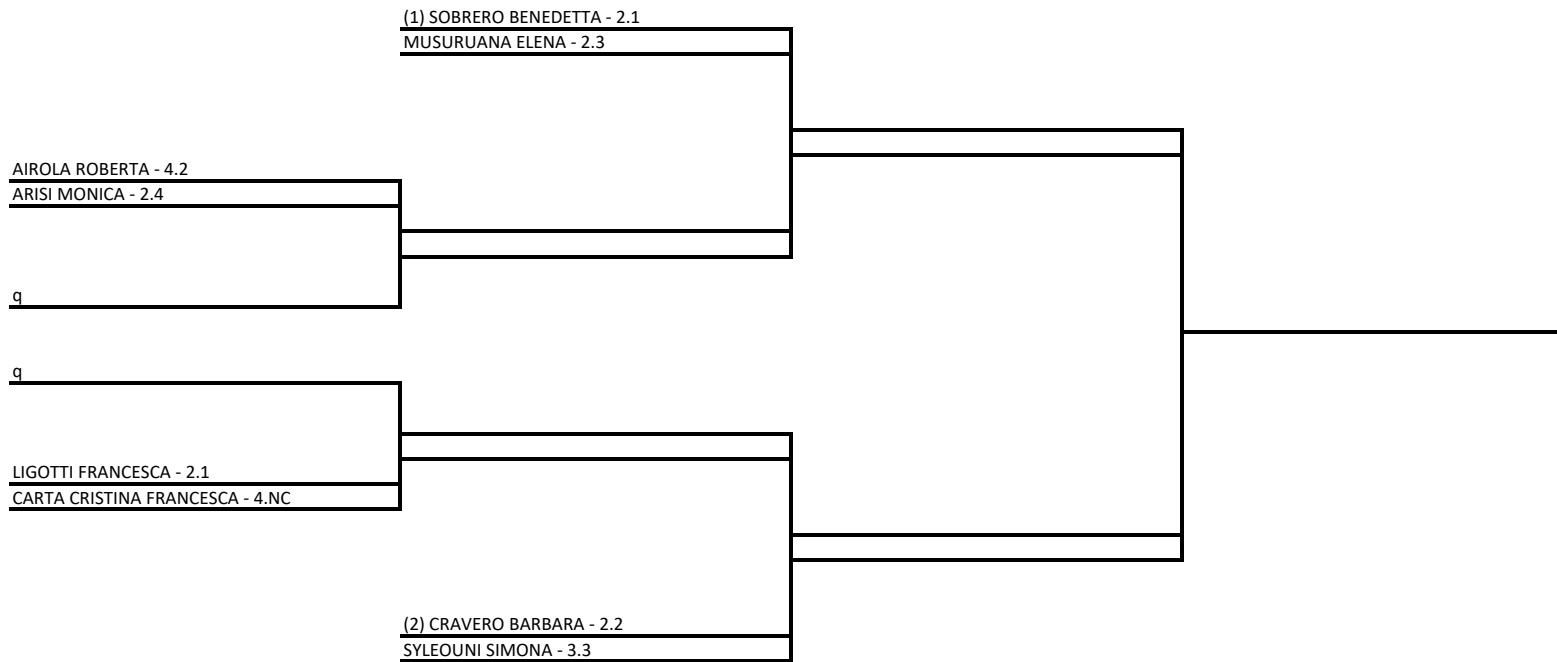 (1) SOBRERO BENEDETTA - 2.1
MUSURUANA ELENA - 2.3
AIROLA ROBERTA - 4.2
ARISI MONICA - 2.4
q
q
LIGOTTI FRANCESCA - 2.1
CARTA CRISTINA FRANCESCA - 4.NC
(2) CRAVERO BARBARA - 2.2
SYLEOUNI SIMONA - 3.3